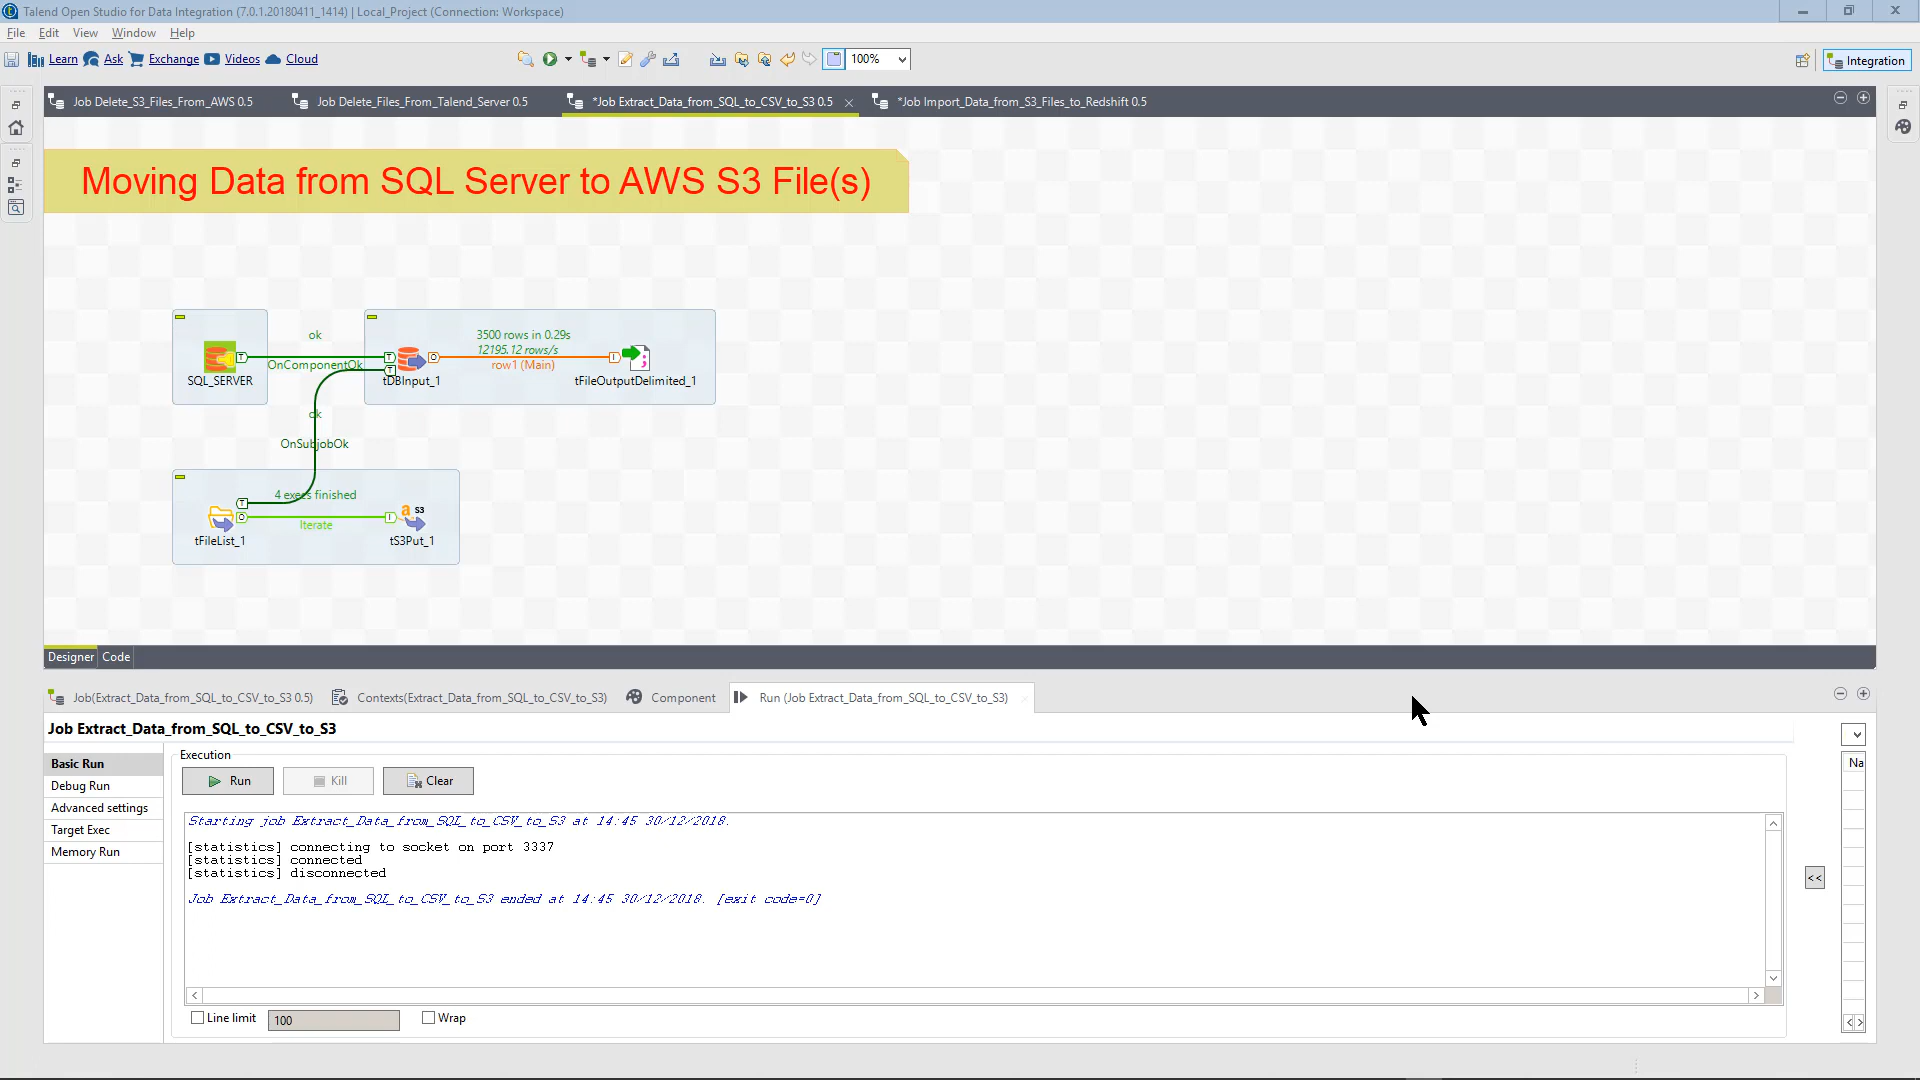 Talend Open Studio for Data Integration (7.0.1.20180411_1414) | Local_Project (Connection: Workspace)
File Edit View Window Help
Learn Ask Exchange Videos Cloud 100% Integration
Job Delete_S3_Files_From_AWS 0.5 Job Delete_Files_From_Talend_Server 0.5 *Job Extract_Data_from_SQL_to_CSV_to_S3 0.5 *Job Import_Data_from_S3_Files_to_Redshift 0.5
Moving Data from SQL Server to AWS S3 File(s)
ok 3500 rows in 0.29s
12195.12 rows/s
OnComponentOk row1 (Main)
SQL_SERVER tDBInput_1 tFileOutputDelimited_1
ok
OnSubjobOk
4 execs finished
Iterate
tFileList_1 tS3Put_1
Designer Code
Job(Extract_Data_from_SQL_to_CSV_to_S3 0.5) Contexts(Extract_Data_from_SQL_to_CSV_to_S3) Component Run (Job Extract_Data_from_SQL_to_CSV_to_S3)
Job Extract_Data_from_SQL_to_CSV_to_S3
Basic Run
Debug Run
Advanced settings
Target Exec
Memory Run
Execution
Run Kill Clear
Na
Starting job Extract_Data_from_SQL_to_CSV_to_S3 at 14:45 30/12/2018.
[statistics] connecting to socket on port 3337
[statistics] connected
[statistics] disconnected
Job Extract_Data_from_SQL_to_CSV_to_S3 ended at 14:45 30/12/2018. [exit code=0]
<<
Line limit 100 Wrap